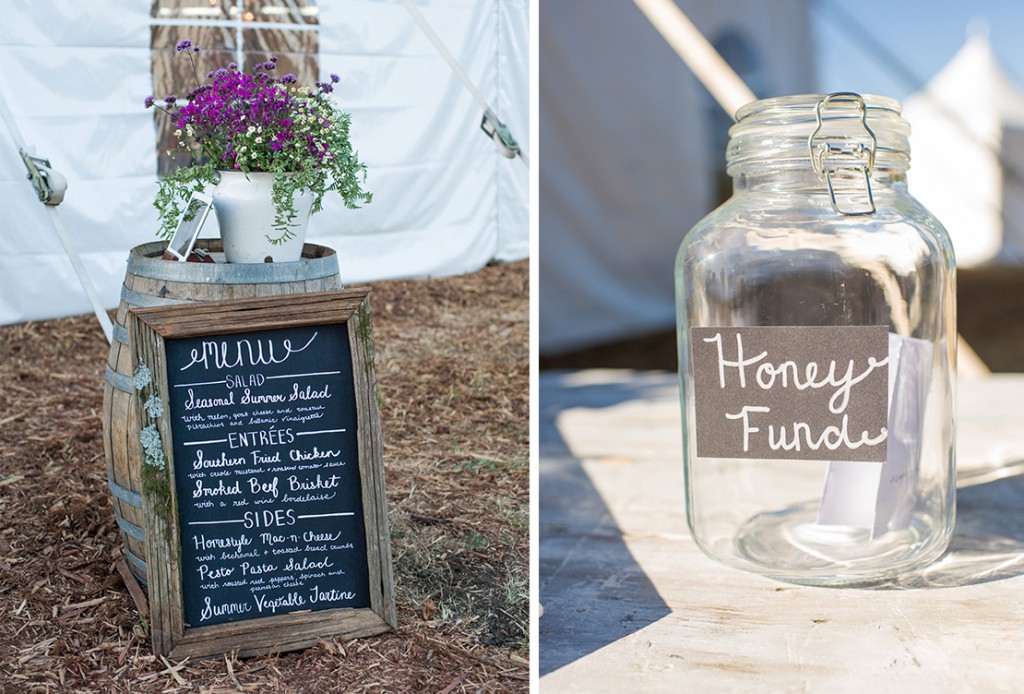 MENU
SALAD
Seasonal Summer Salad
with melon, goat cheese and roasted
pistachios and balsamic vinaigrette
ENTRÉES
Southern Fried Chicken
with creole mustard + roasted tomato sauce
Smoked Beef Brisket
with a red wine bordelaise
SIDES
Homestyle Mac-n-Cheese
with bechamel + toasted bread crumbs
Pesto Pasta Salad
with roasted red peppers, spinach and
parmesan cheese
Summer Vegetable Tartine
Honey
Fund